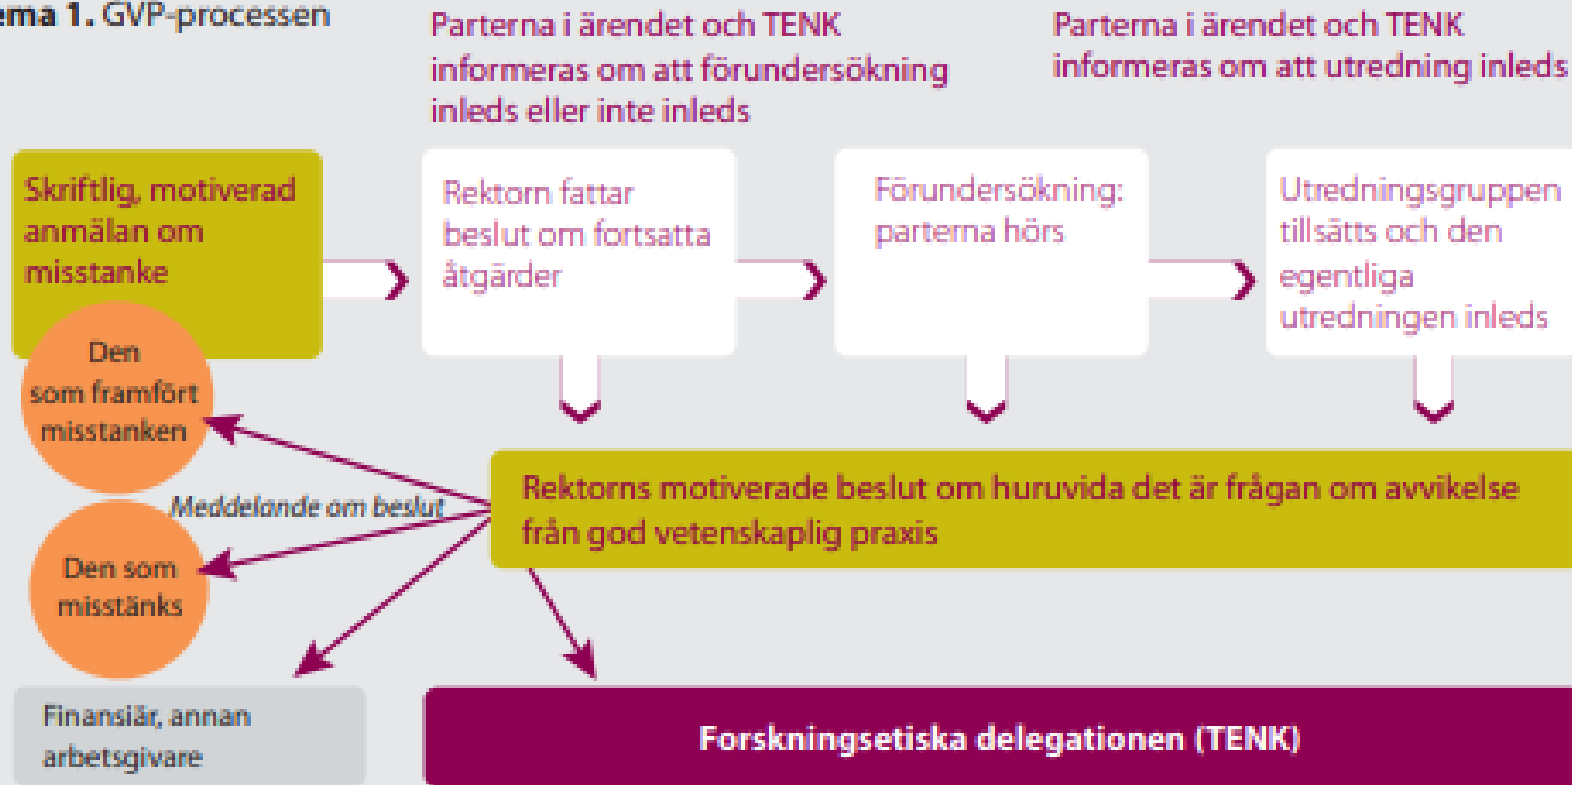 ema 1. GVP-processen
Parterna i ärendet och TENK
informeras om att förundersökning
inleds eller inte inleds
Parterna i ärendet och TENK
informeras om att utredning inleds
Skriftlig, motiverad
anmälan om
misstanke
Rektorn fattar
beslut om fortsatta
åtgärder
Förundersökning:
parterna hörs
Utredningsgruppen
tillsätts och den
egentliga
utredningen inleds
Den
som framfört
misstanken
Meddelande om beslut
Rektorns motiverade beslut om huruvida det är frågan om avvikelse
från god vetenskaplig praxis
Den som
misstänks
Finansiär, annan
arbetsgivare
Forskningsetiska delegationen (TENK)